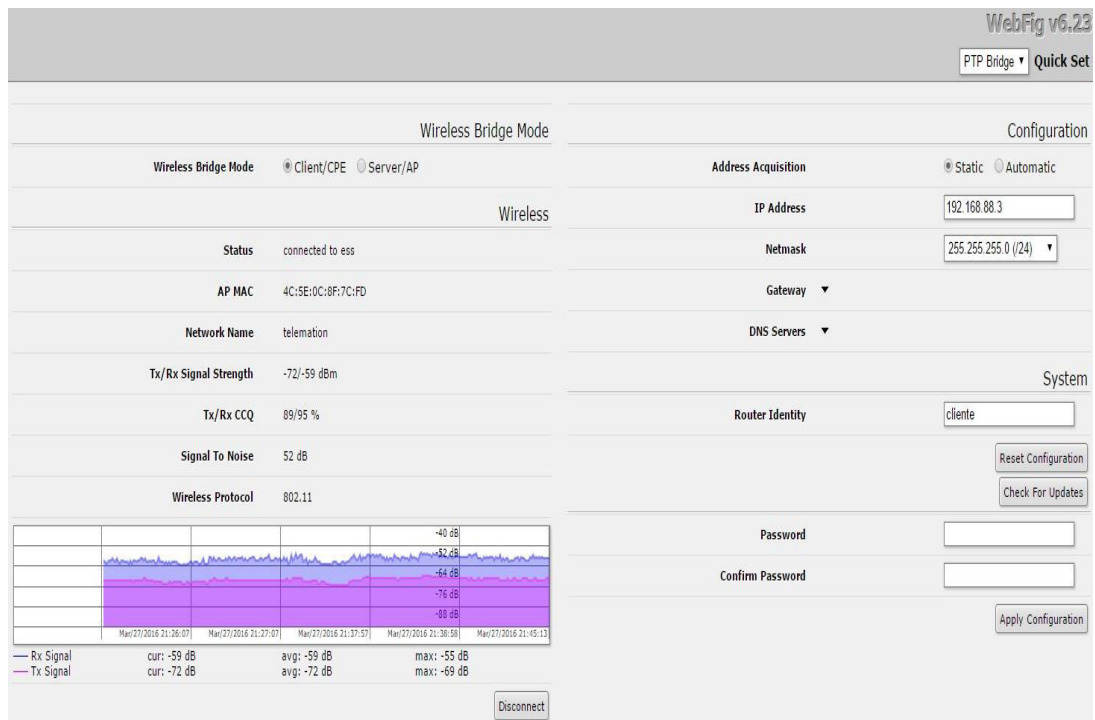 WebFig v6.23
PTP Bridge ▼ Quick Set
Wireless Bridge Mode
Wireless Bridge Mode Client/CPE Server/AP
Wireless
Status connected to ess
AP MAC 4C:5E:0C:8F:7C:FD
Network Name telemation
Tx/Rx Signal Strength -72/-59 dBm
Tx/Rx CCQ 89/95 %
Signal To Noise 52 dB
Wireless Protocol 802.11
-40 dB
-52 dB
-64 dB
-76 dB
-88 dB
Mar/27/2016 21:26:07 Mar/27/2016 21:27:07 Mar/27/2016 21:37:57 Mar/27/2016 21:38:58 Mar/27/2016 21:45:13
Rx Signal cur: -59 dB avg: -59 dB max: -55 dB
Tx Signal cur: -72 dB avg: -72 dB max: -69 dB
Disconnect
Configuration
Address Acquisition Static Automatic
IP Address 192.168.88.3
Netmask 255.255.255.0 (/24) ▼
Gateway ▼
DNS Servers ▼
System
Router Identity cliente
Reset Configuration
Check For Updates
Password
Confirm Password
Apply Configuration